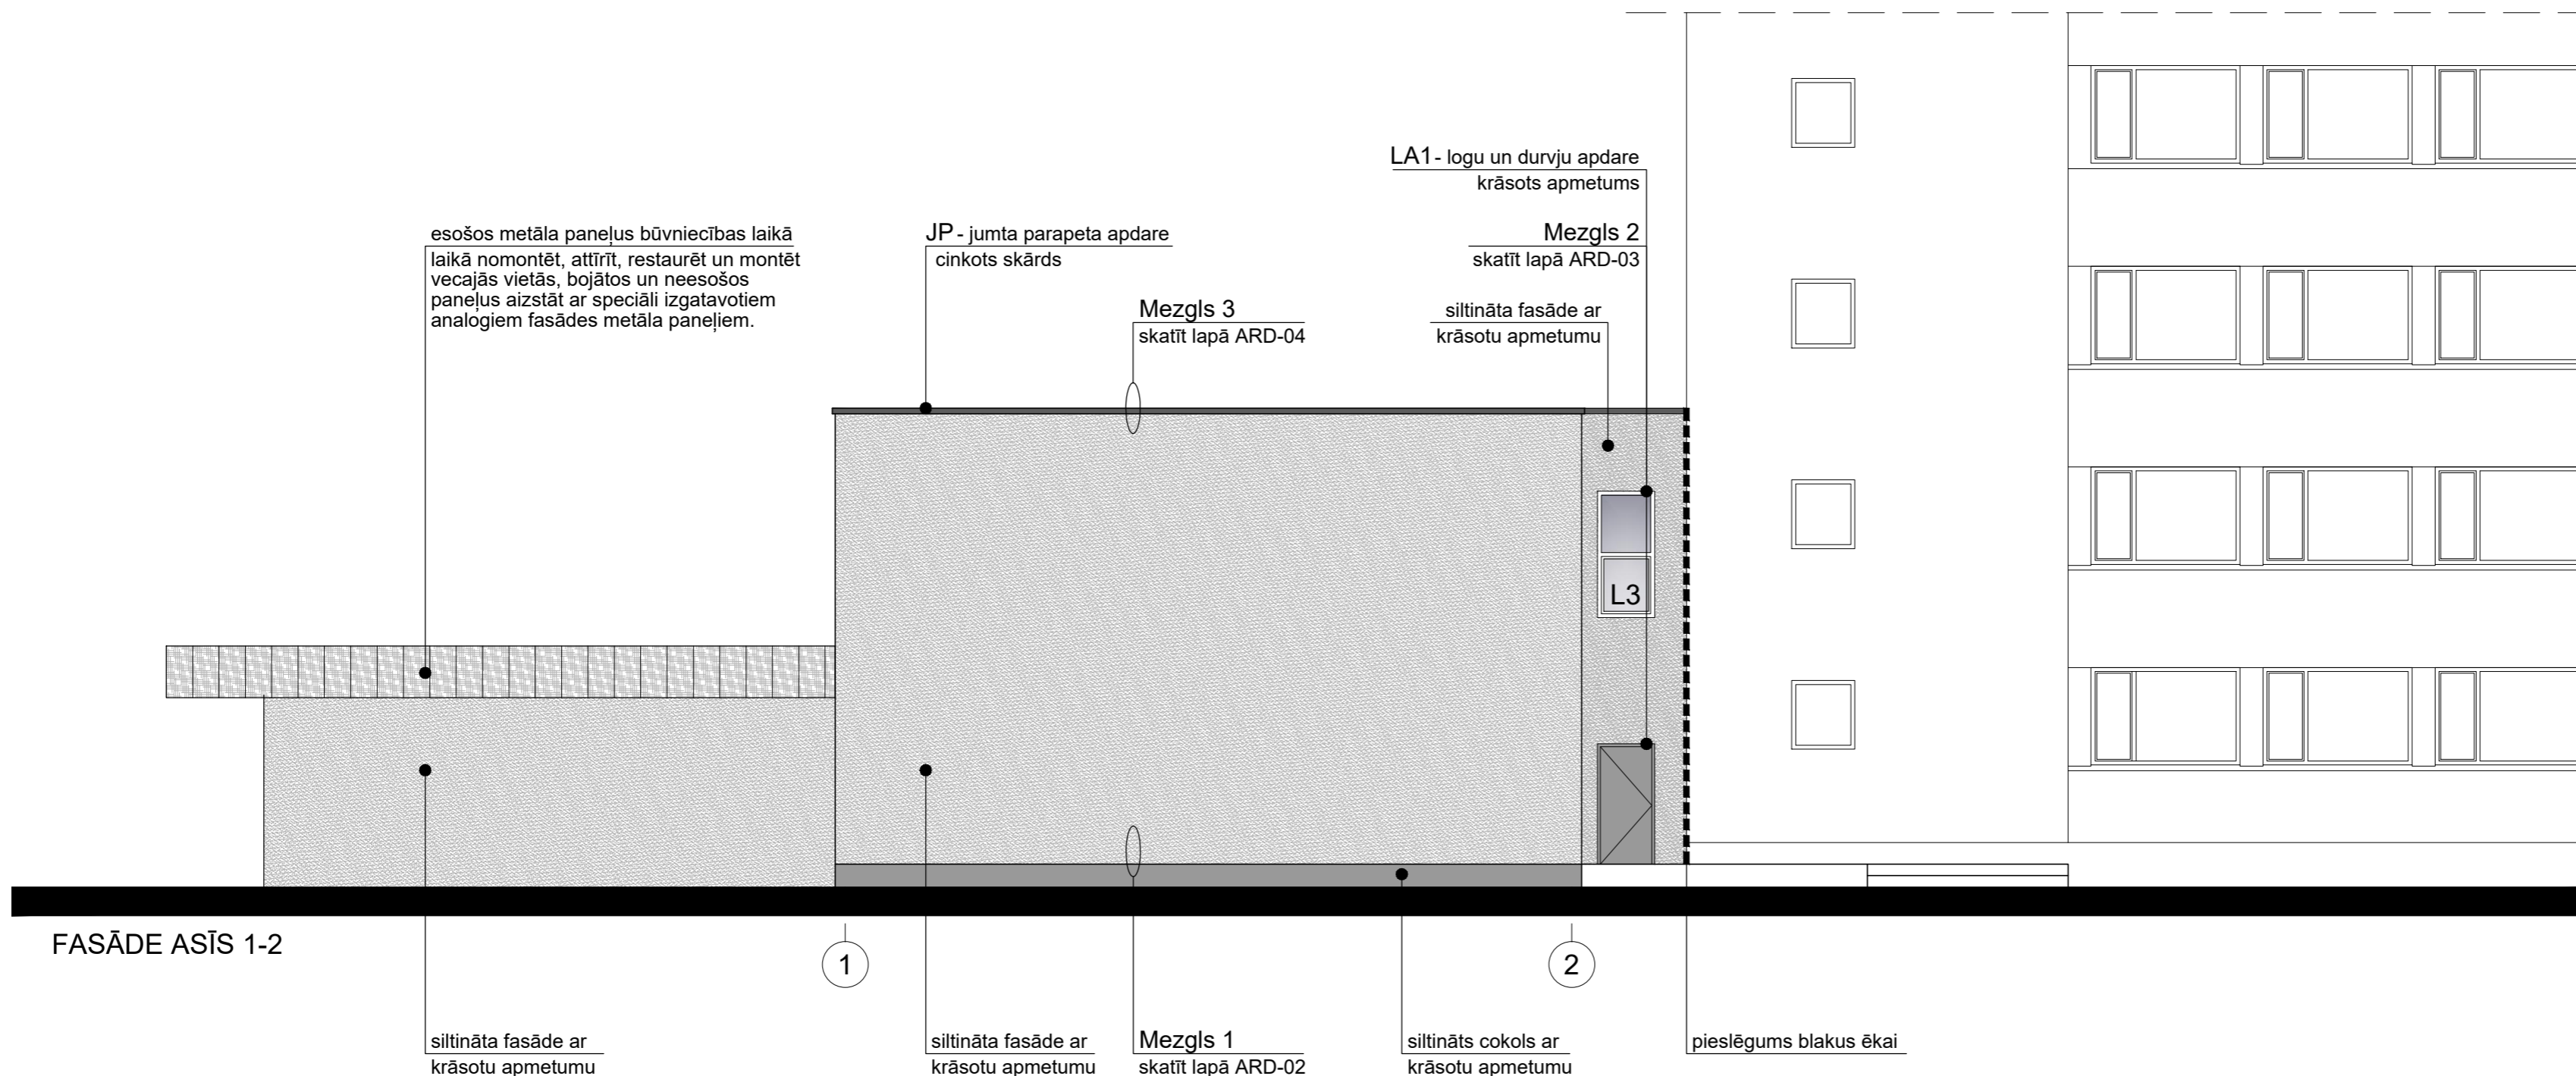 LA1 - logu un durvju apdare
krāsots apmetums
esošos metāla paneļus būvniecības laikā
laikā nomontēt, attīrīt, restaurēt un montēt
vecajās vietās, bojātos un neesošos
paneļus aizstāt ar speciāli izgatavotiem
analogiem fasādes metāla paneļiem.
JP - jumta parapeta apdare
cinkots skārds
Mezgls 2
skatīt lapā ARD-03
Mezgls 3
skatīt lapā ARD-04
siltināta fasāde ar
krāsotu apmetumu
L3
FASĀDE ASĪS 1-2
1
2
siltināta fasāde ar
krāsotu apmetumu
siltināta fasāde ar
krāsotu apmetumu
Mezgls 1
skatīt lapā ARD-02
siltināts cokols ar
krāsotu apmetumu
pieslēgums blakus ēkai